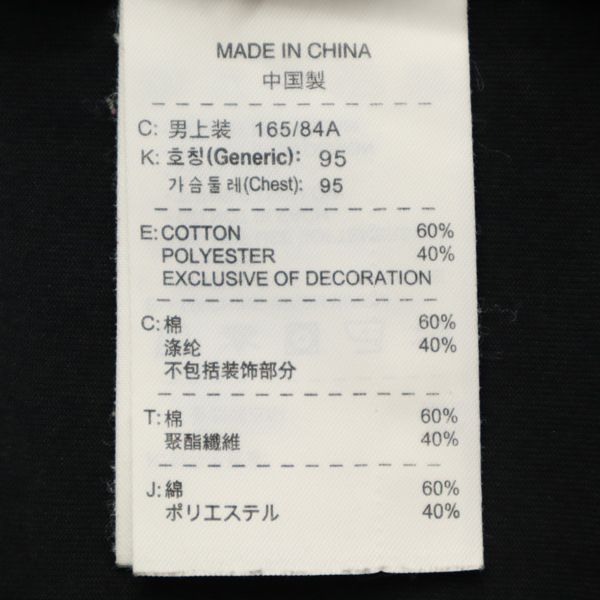 MADE IN CHINA
中国製
C: 男上装 165/84A
K: 호칭(Generic): 95
가슴둘레(Chest): 95
E: COTTON 60%
POLYESTER 40%
EXCLUSIVE OF DECORATION
C: 棉 60%
涤纶 40%
不包括装饰部分
T: 棉 60%
聚酯纖維 40%
J: 綿 60%
ポリエステル 40%